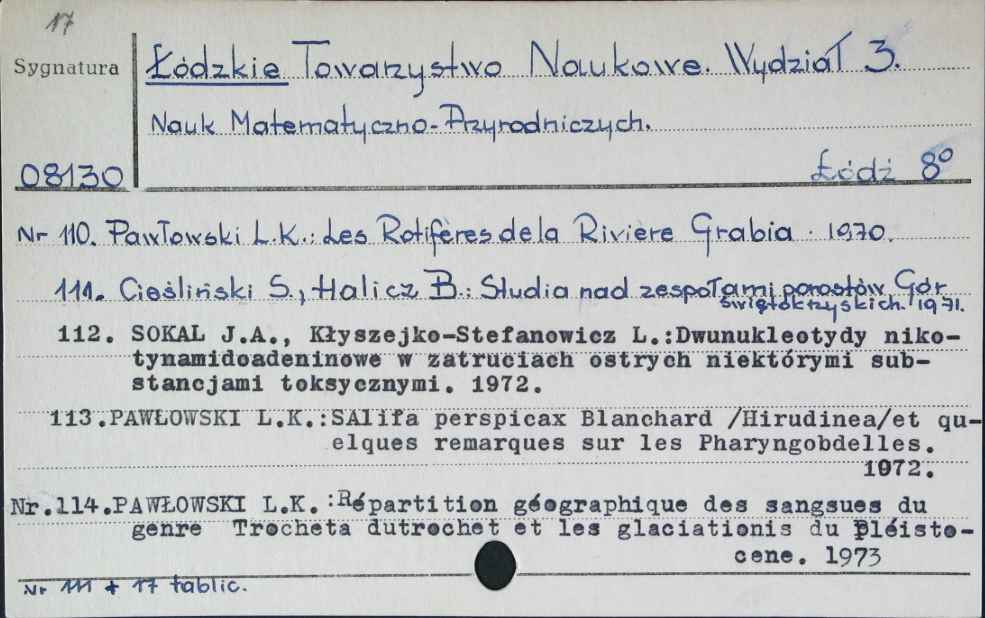 17
Sygnatura
Łódzkie Towarzystwo Naukowe. Wydział 3.
Nauk Matematyczno-Przyrodniczych.
08130
Łódź 8º
Nr 110. Pawłowski L.K.: Les Rotifères de la Rivière Grabia. 1970.
111. Cieśliński S., Halicz B.: Studia nad zespołami porostów Gór
Świętokrzyskich. 1971.
112. SOKAL J.A., Kłyszejko-Stefanowicz L.:Dwunukleotydy niko-
tynamidoadeninowe w zatruciach ostrych niektórymi sub-
stancjami toksycznymi. 1972.
113.PAWŁOWSKI L.K.:SAlifa perspicax Blanchard /Hirudinea/et qu-
elques remarques sur les Pharyngobdelles.
1972.
Nr.114.PAWŁOWSKI L.K.:Répartition géographique des sangsues du
genre Trocheta dutrochet et les glaciationis du pléisto-
cene. 1973
Nr 111 + 17 tablic.